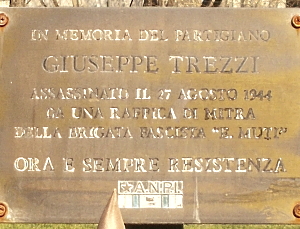 IN MEMORIA DEL PARTIGIANO
GIUSEPPE TREZZI
ASSASSINATO IL 27 AGOSTO 1944
DA UNA RAFFICA DI MITRA
DELLA BRIGATA FASCISTA "E. MUTI"
ORA E SEMPRE RESISTENZA
A.N.P.I.